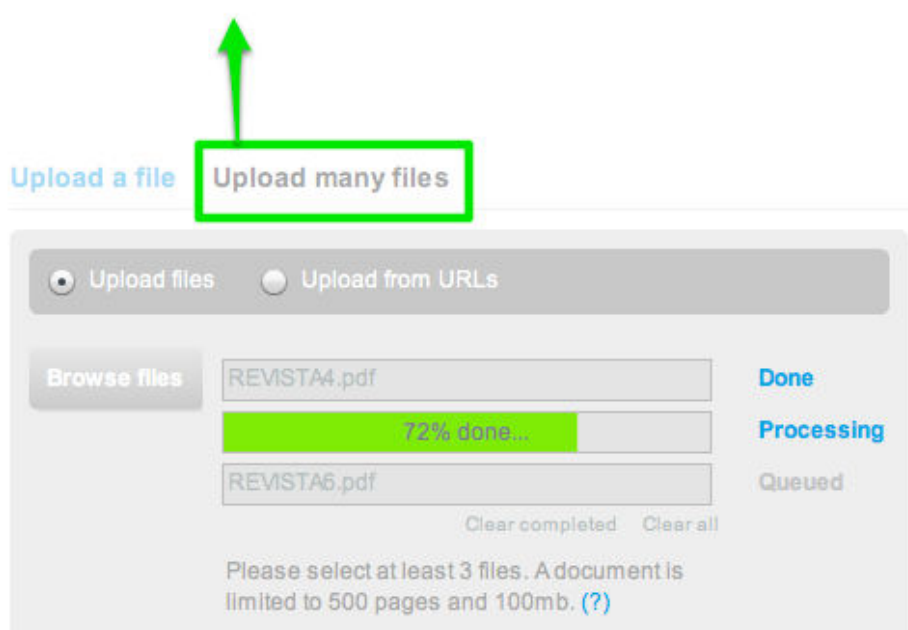 Upload a file Upload many files
Upload files Upload from URLs
Browse files REVISTA4.pdf Done
72% done... Processing
REVISTA6.pdf Queued
Clear completed Clear all
Please select at least 3 files. A document is
limited to 500 pages and 100mb. (?)